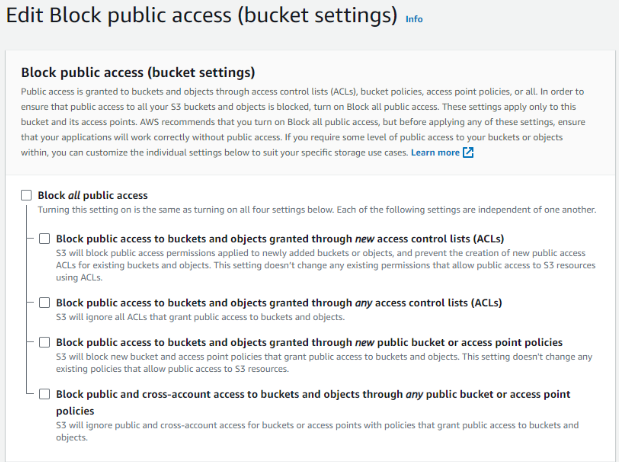 Edit Block public access (bucket settings) Info
Block public access (bucket settings)
Public access is granted to buckets and objects through access control lists (ACLs), bucket policies, access point policies, or all. In order to
ensure that public access to all your S3 buckets and objects is blocked, turn on Block all public access. These settings apply only to this
bucket and its access points. AWS recommends that you turn on Block all public access, but before applying any of these settings, ensure
that your applications will work correctly without public access. If you require some level of public access to your buckets or objects
within, you can customize the individual settings below to suit your specific storage use cases. Learn more
Block all public access
Turning this setting on is the same as turning on all four settings below. Each of the following settings are independent of one another.
Block public access to buckets and objects granted through new access control lists (ACLs)
S3 will block public access permissions applied to newly added buckets or objects, and prevent the creation of new public access
ACLs for existing buckets and objects. This setting doesn't change any existing permissions that allow public access to S3 resources
using ACLs.
Block public access to buckets and objects granted through any access control lists (ACLs)
S3 will ignore all ACLs that grant public access to buckets and objects.
Block public access to buckets and objects granted through new public bucket or access point policies
S3 will block new bucket and access point policies that grant public access to buckets and objects. This setting doesn't change any
existing policies that allow public access to S3 resources.
Block public and cross-account access to buckets and objects through any public bucket or access point
policies
S3 will ignore public and cross-account access for buckets or access points with policies that grant public access to buckets and
objects.